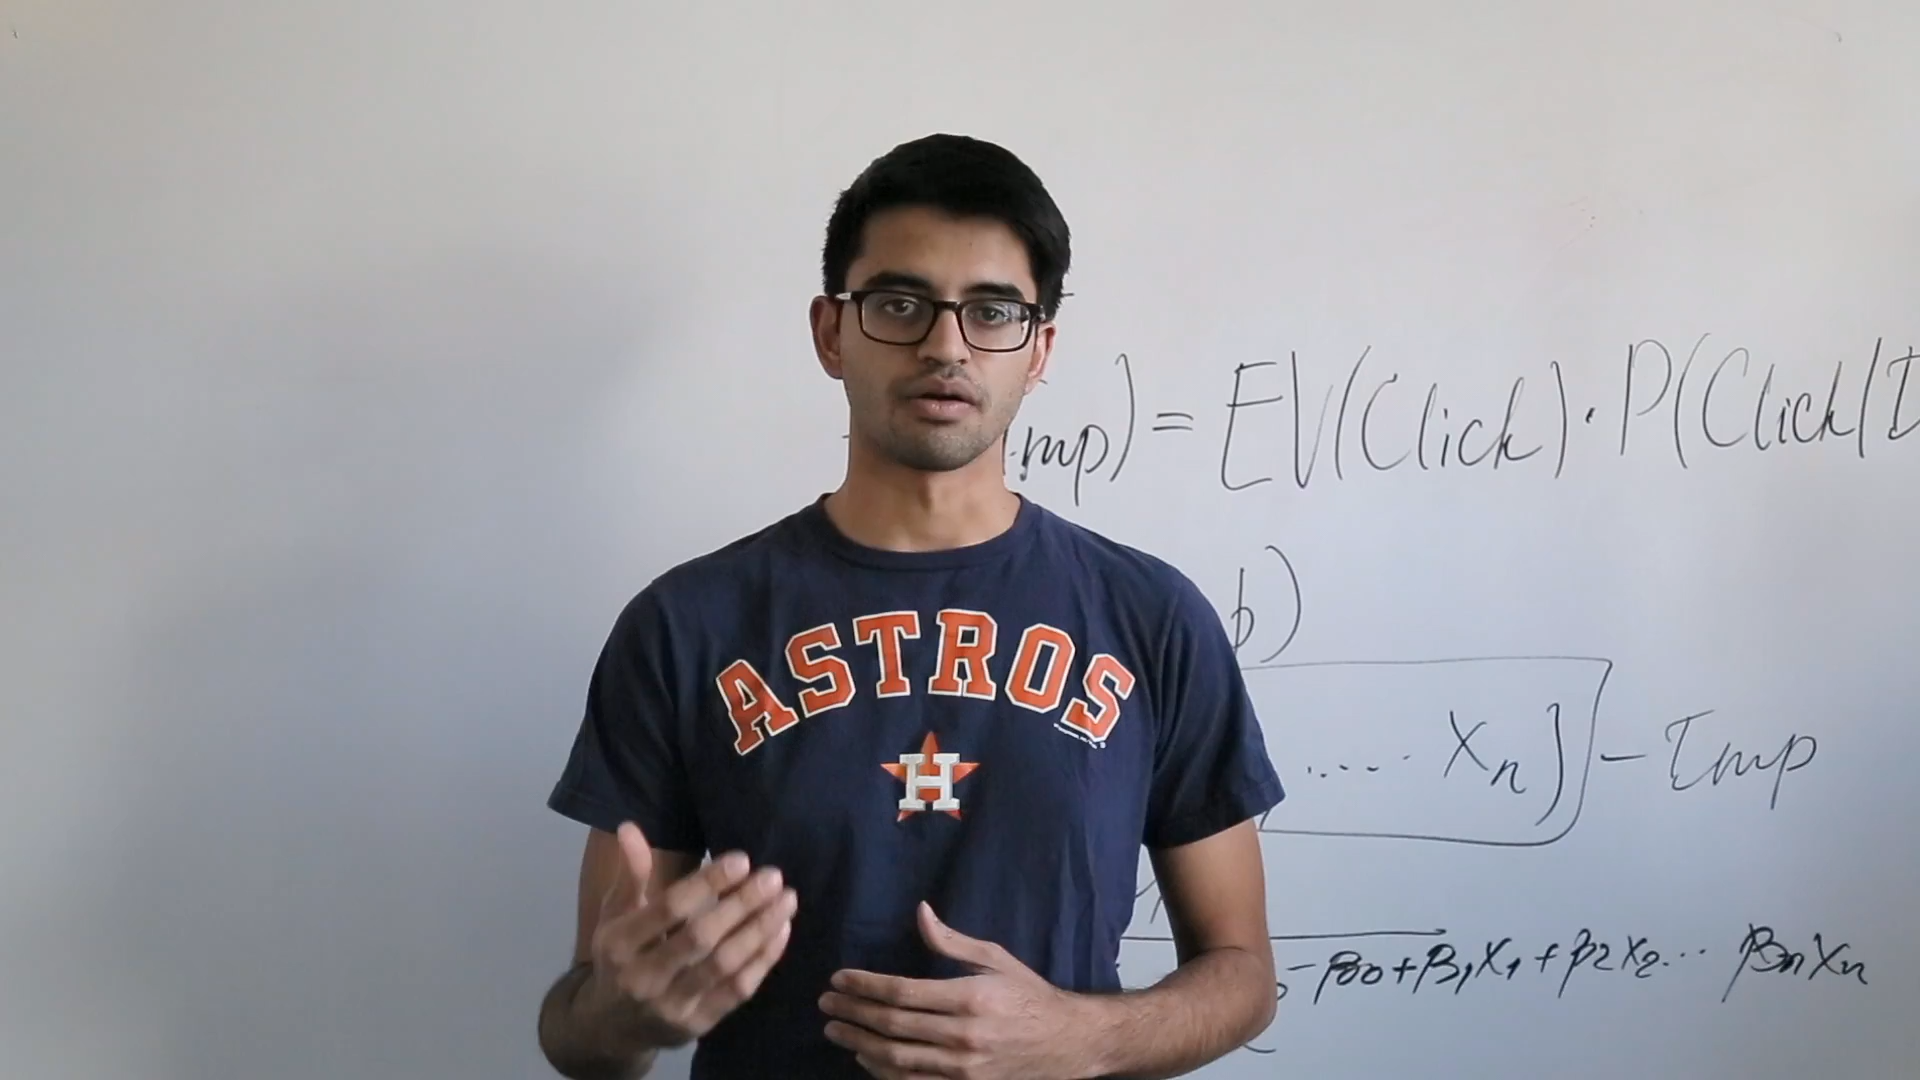 mp) = EV(Click) · P(Click/I
p)
..... Xn] - Imp
- β0+β1X1+β2X2... βnXn
ASTROS
H